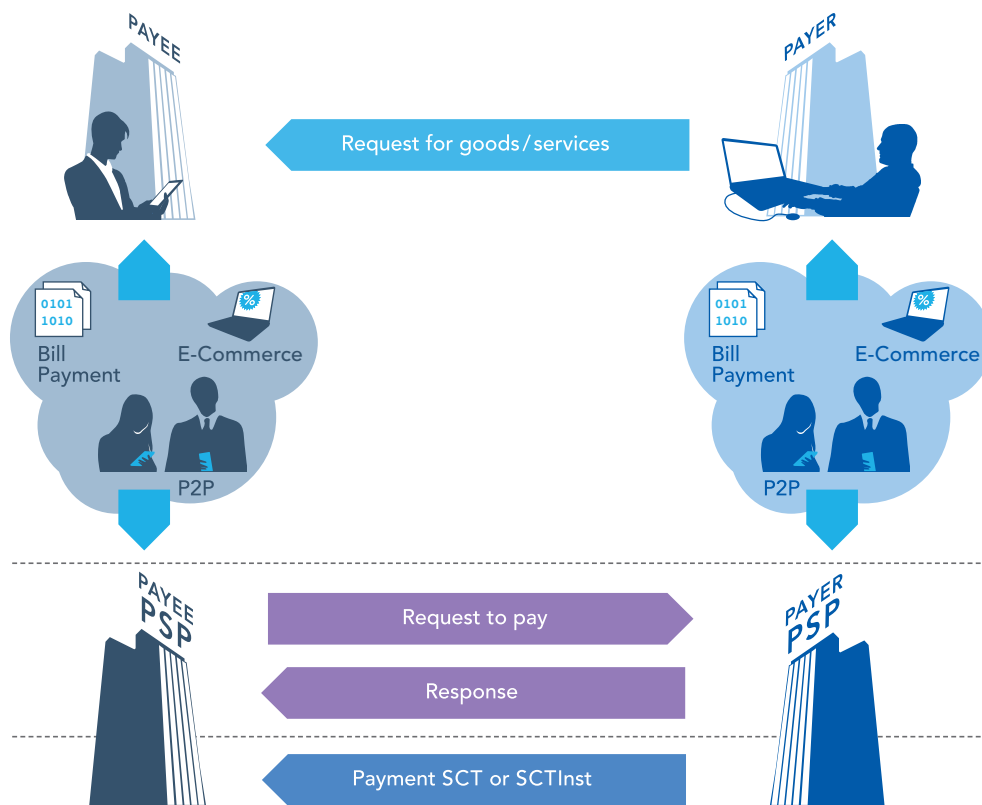 PAYEE
PAYER
Request for goods/services
0101
1010
Bill
Payment
%
E-Commerce
P2P
0101
1010
Bill
Payment
%
E-Commerce
P2P
PAYEE
PSP
PAYER
PSP
Request to pay
Response
Payment SCT or SCTInst